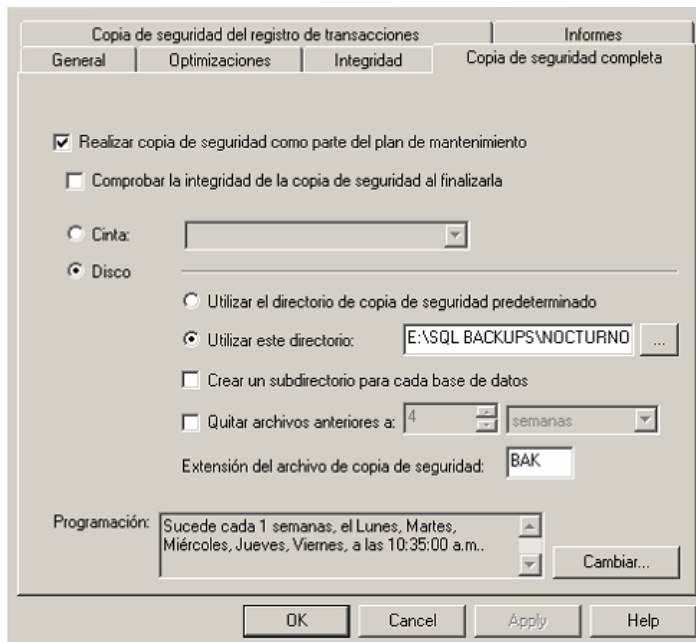 Copia de seguridad del registro de transacciones
Informes
General
Optimizaciones
Integridad
Copia de seguridad completa
Realizar copia de seguridad como parte del plan de mantenimiento
Comprobar la integridad de la copia de seguridad al finalizarla
Cinta:
Disco
Utilizar el directorio de copia de seguridad predeterminado
Utilizar este directorio:
E:\SQL BACKUPS\NOCTURNO
...
Crear un subdirectorio para cada base de datos
Quitar archivos anteriores a:
4
semanas
Extensión del archivo de copia de seguridad:
BAK
Programación:
Sucede cada 1 semanas, el Lunes, Martes,
Miércoles, Jueves, Viernes, a las 10:35:00 a.m..
Cambiar...
OK
Cancel
Apply
Help